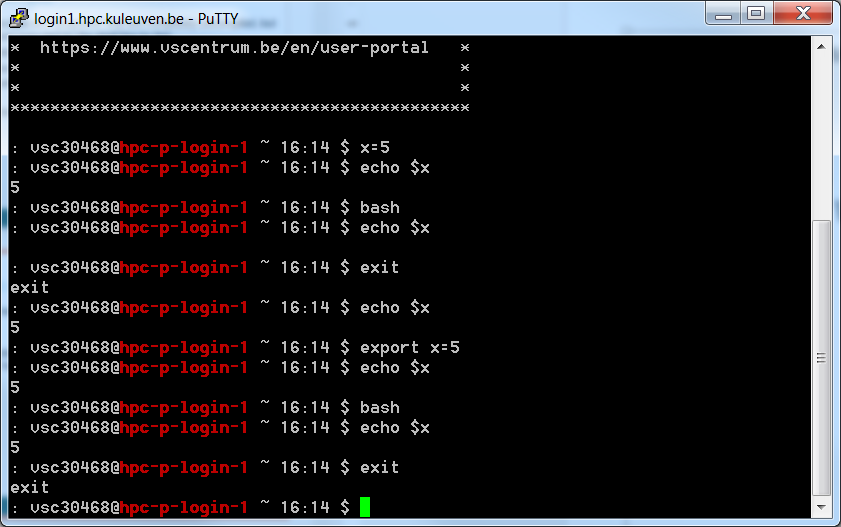 login1.hpc.kuleuven.be - PuTTY
*  https://www.vscentrum.be/en/user-portal   *
*                                            *
*                                            *
**********************************************
: vsc30468@hpc-p-login-1 ~ 16:14 $ x=5
: vsc30468@hpc-p-login-1 ~ 16:14 $ echo $x
5
: vsc30468@hpc-p-login-1 ~ 16:14 $ bash
: vsc30468@hpc-p-login-1 ~ 16:14 $ echo $x
: vsc30468@hpc-p-login-1 ~ 16:14 $ exit
exit
: vsc30468@hpc-p-login-1 ~ 16:14 $ echo $x
5
: vsc30468@hpc-p-login-1 ~ 16:14 $ export x=5
: vsc30468@hpc-p-login-1 ~ 16:14 $ echo $x
5
: vsc30468@hpc-p-login-1 ~ 16:14 $ bash
: vsc30468@hpc-p-login-1 ~ 16:14 $ echo $x
5
: vsc30468@hpc-p-login-1 ~ 16:14 $ exit
exit
: vsc30468@hpc-p-login-1 ~ 16:14 $